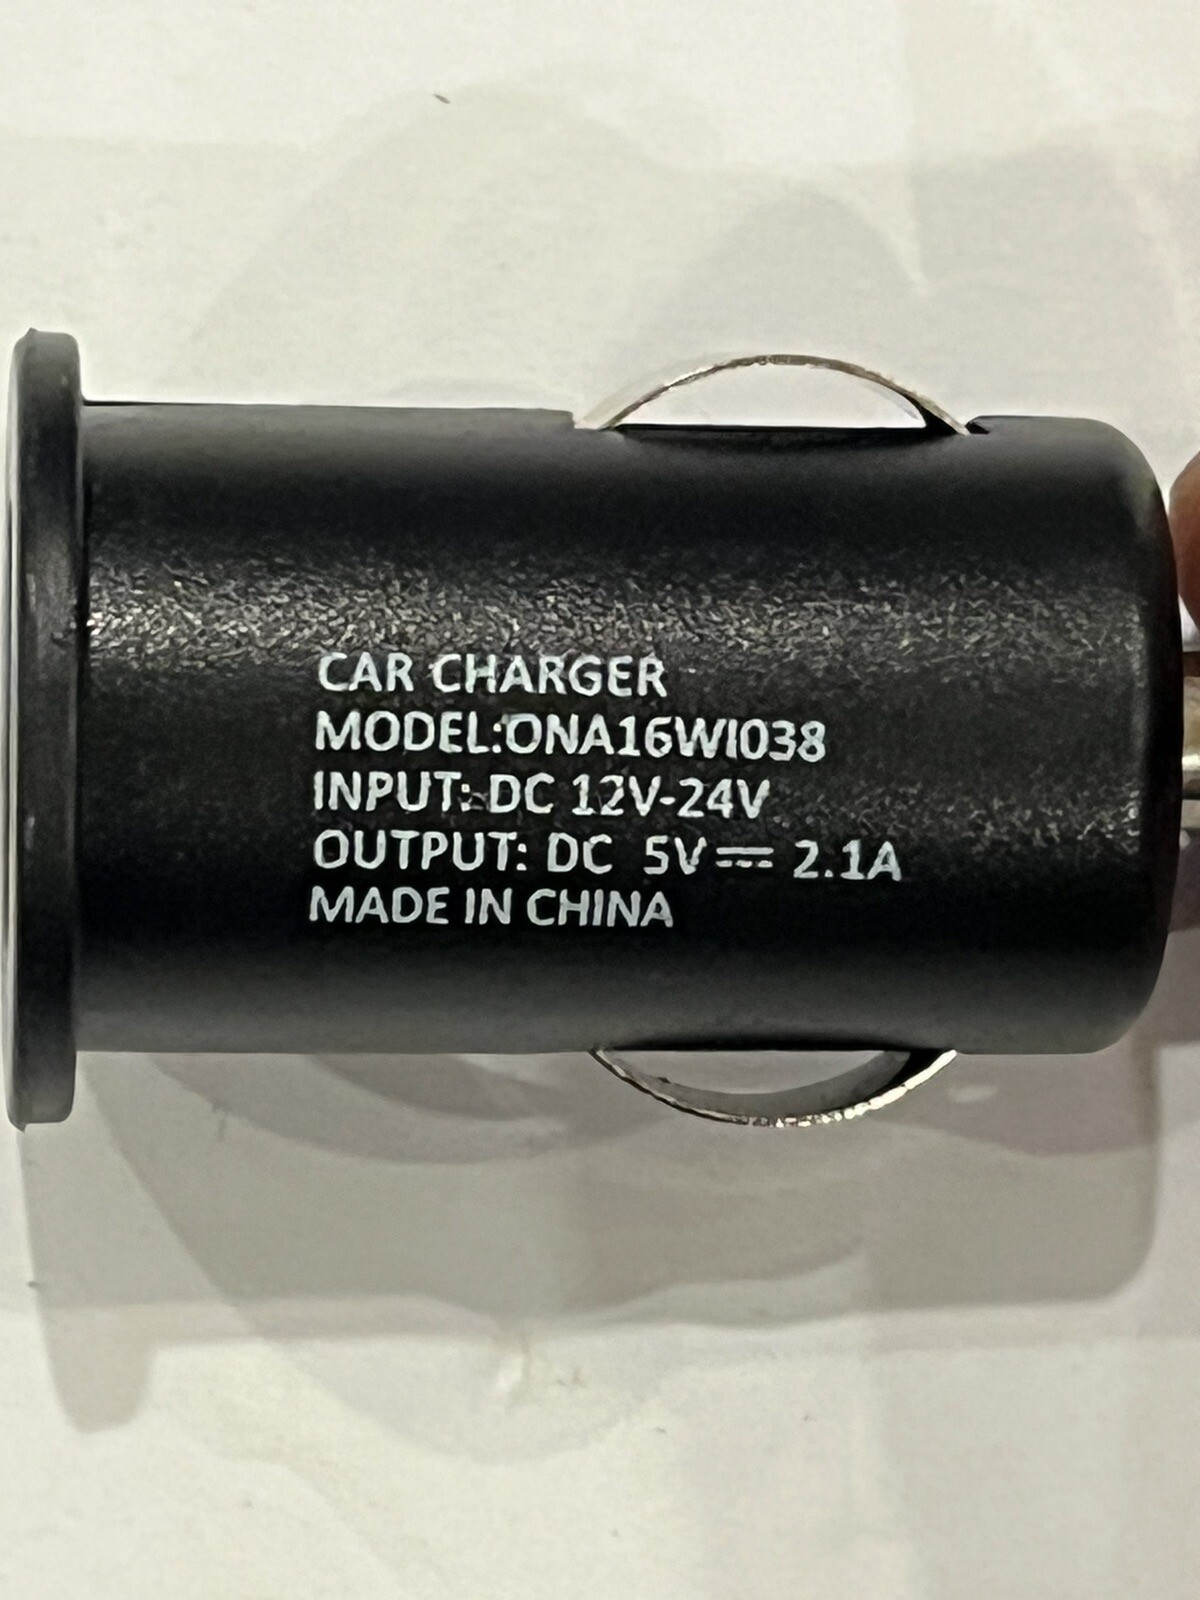 CAR CHARGER
MODEL:ONA16WI038
INPUT: DC 12V-24V
OUTPUT: DC 5V⎓ 2.1A
MADE IN CHINA